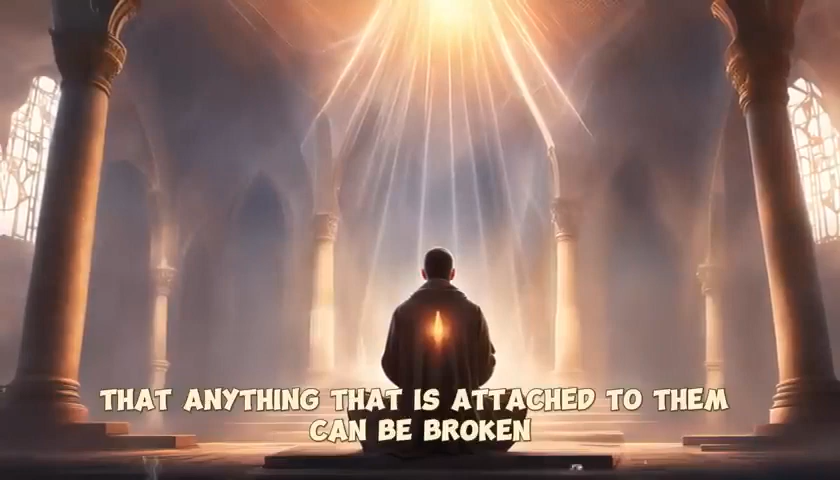 THAT ANYTHING THAT IS ATTACHED TO THEM
CAN BE BROKEN